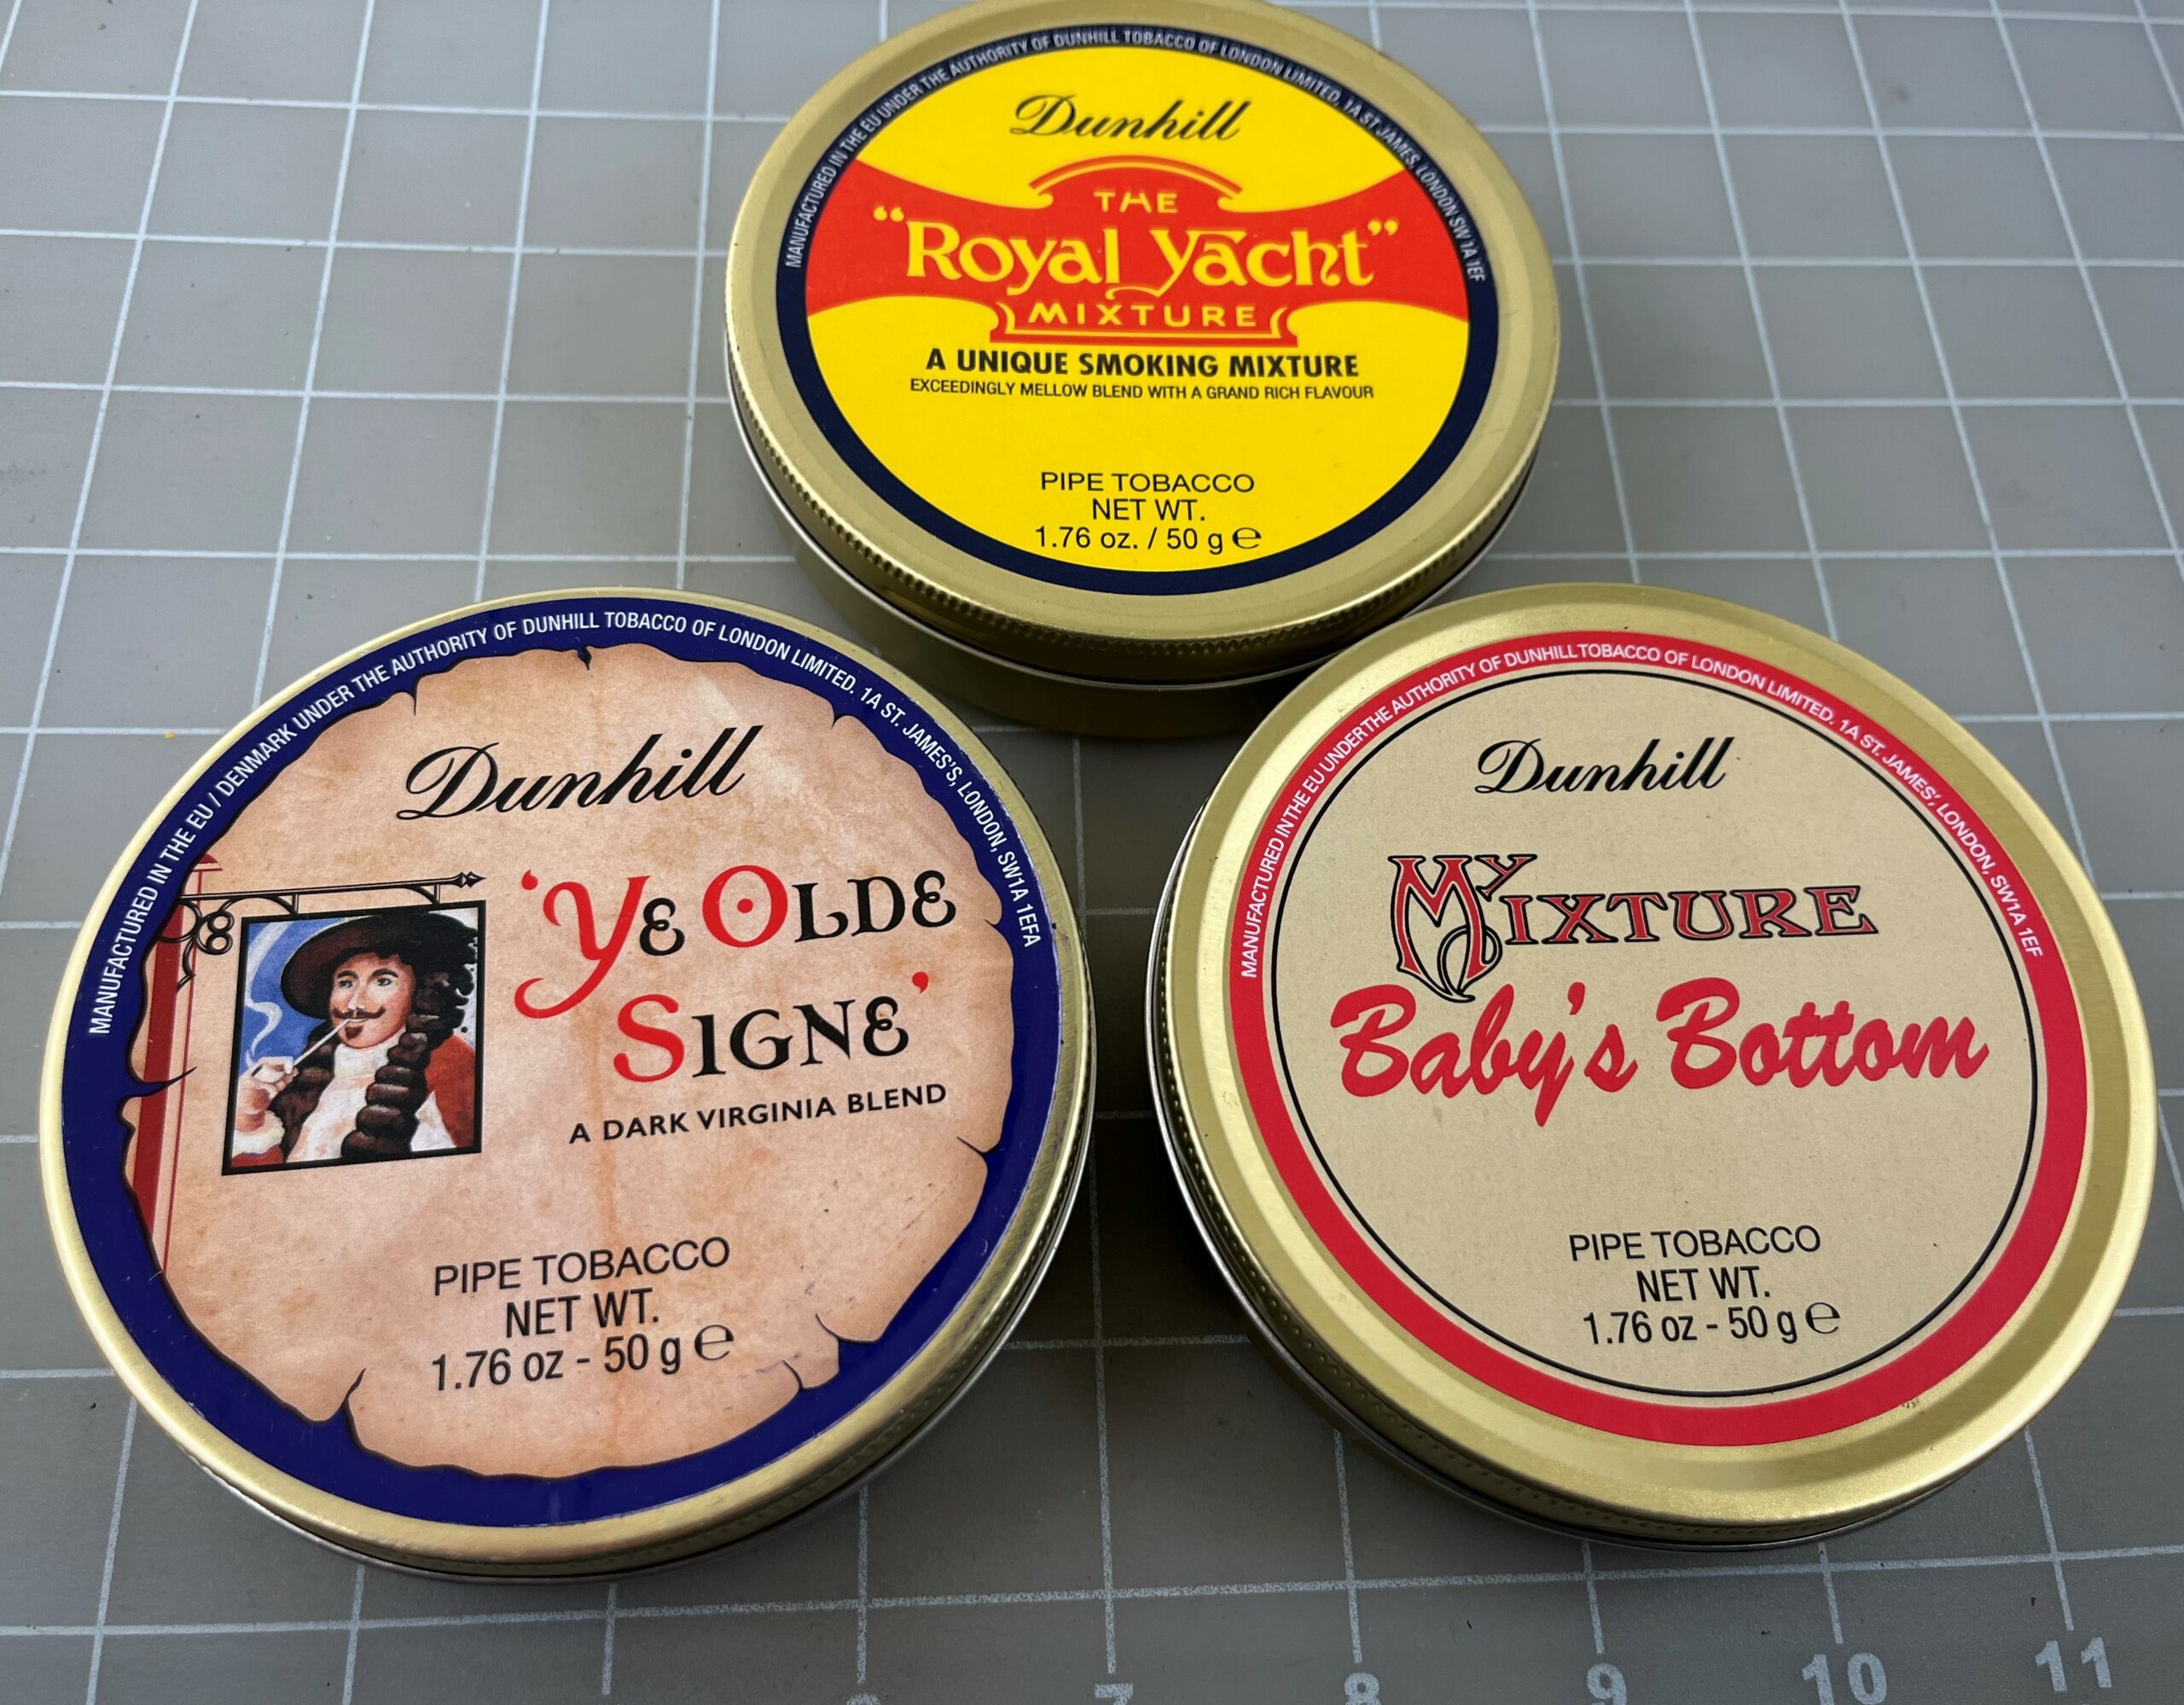 MANUFACTURED IN THE EU UNDER THE AUTHORITY OF DUNHILL TOBACCO OF LONDON LIMITED, 1A ST JAMES, LONDON SW1A 1EF
Dunhill
THE
“Royal Yacht”
MIXTURE
A UNIQUE SMOKING MIXTURE
EXCEEDINGLY MELLOW BLEND WITH A GRAND RICH FLAVOUR
PIPE TOBACCO
NET WT.
1.76 oz. / 50 g ℮
MANUFACTURED IN THE EU / DENMARK UNDER THE AUTHORITY OF DUNHILL TOBACCO OF LONDON LIMITED. 1A ST. JAMES'S, LONDON, SW1A 1EFA
Dunhill
‘YE OLDE
SIGNE’
A DARK VIRGINIA BLEND
PIPE TOBACCO
NET WT.
1.76 oz - 50 g ℮
MANUFACTURED IN THE EU UNDER THE AUTHORITY OF DUNHILL TOBACCO OF LONDON LIMITED. 1A ST. JAMES', LONDON, SW1A 1EF
Dunhill
MY MIXTURE
Baby's Bottom
PIPE TOBACCO
NET WT.
1.76 oz - 50 g ℮
6 7 8 9 10 11